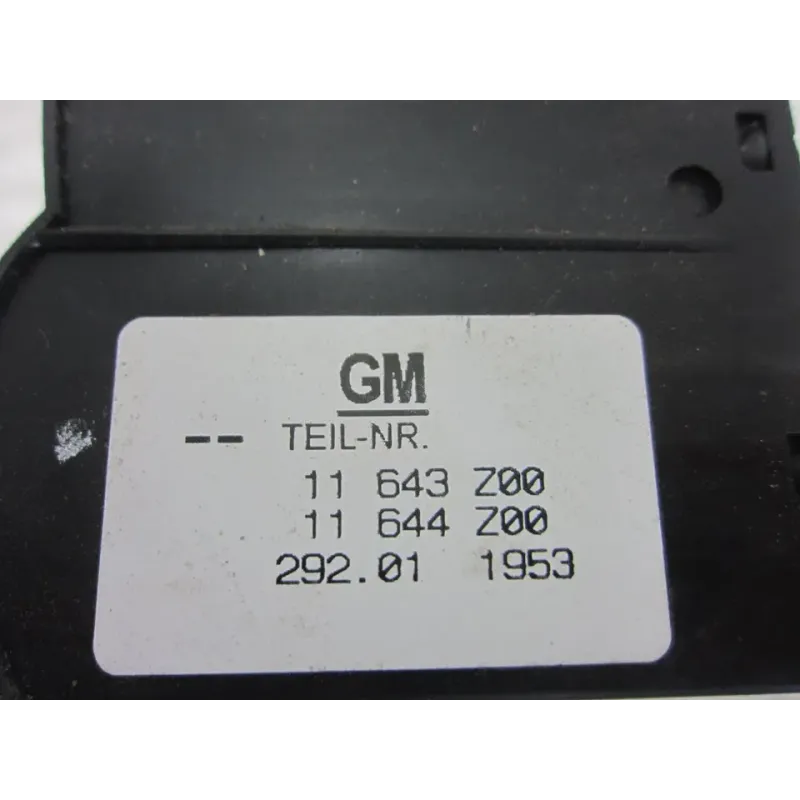 GM
-- TEIL-NR.
11 643 Z00
11 644 Z00
292.01 1953